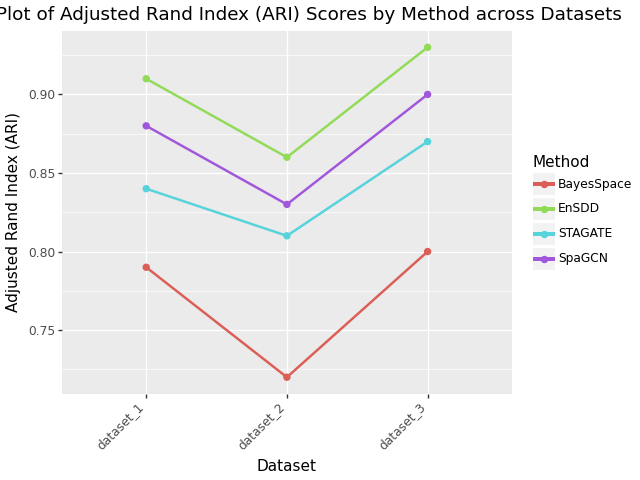 Plot of Adjusted Rand Index (ARI) Scores by Method across Datasets
Adjusted Rand Index (ARI)
0.90
0.85
0.80
0.75
dataset_1
dataset_2
dataset_3
Dataset
Method
BayesSpace
EnSDD
STAGATE
SpaGCN